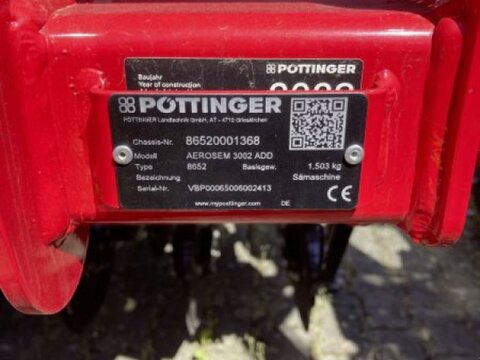 PÖTTINGER
Baujahr
Year of construction
PÖTTINGER
PÖTTINGER Landtechnik GmbH, AT - 4710 Grieskirchen
Chassis-Nr. 86520001368
Modell AEROSEM 3002 ADD
Type 8652 Basisgew. 1,503 kg
Bezeichnung Sämaschine
Serial-Nr. VBP00065006002413
CE
www.mypoettinger.com DE